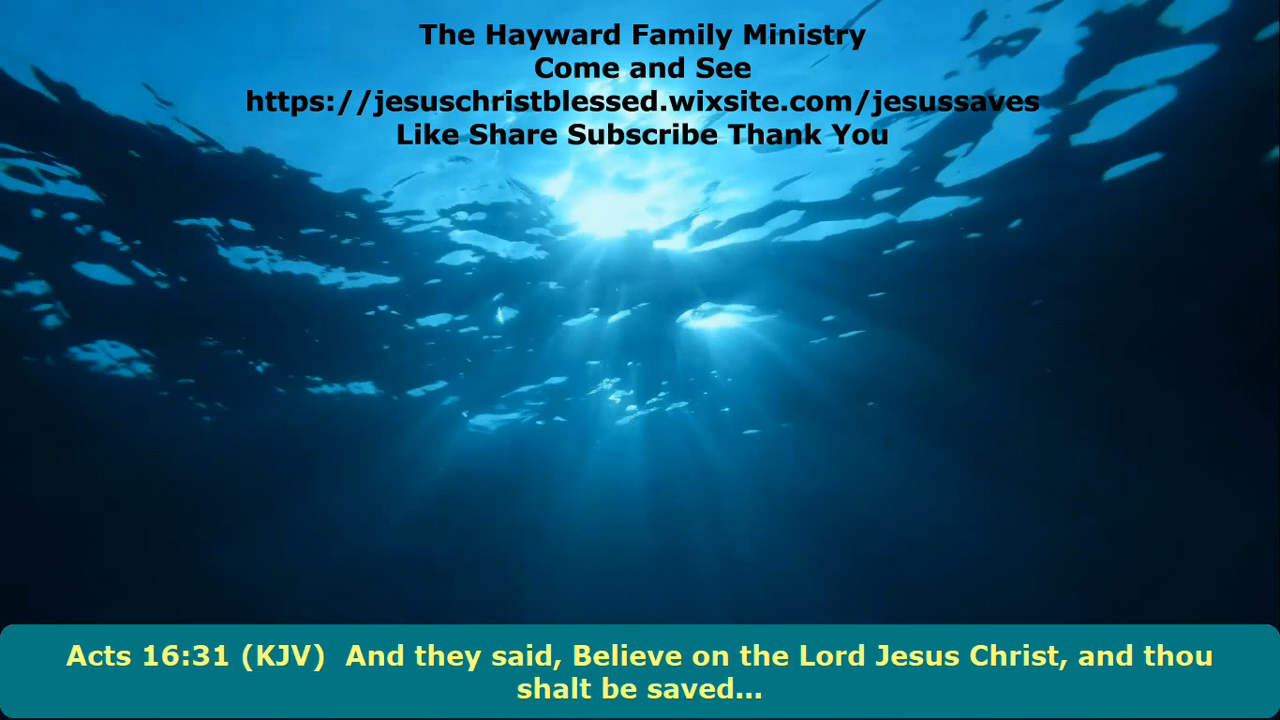 The Hayward Family Ministry
Come and See
https://jesuschristblessed.wixsite.com/jesussaves
Like Share Subscribe Thank You
Acts 16:31 (KJV)  And they said, Believe on the Lord Jesus Christ, and thou
shalt be saved...